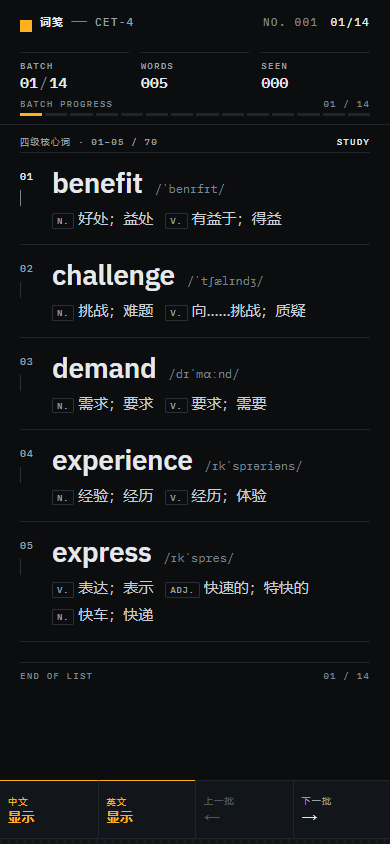 词笺 — CET-4 NO. 001 01/14
BATCH WORDS SEEN
01/14 005 000
BATCH PROGRESS 01 / 14
四级核心词 · 01–05 / 70 STUDY
01 benefit /ˈbenɪfɪt/
N. 好处；益处 V. 有益于；得益
02 challenge /ˈtʃælɪndʒ/
N. 挑战；难题 V. 向……挑战；质疑
03 demand /dɪˈmɑːnd/
N. 需求；要求 V. 要求；需要
04 experience /ɪkˈspɪəriəns/
N. 经验；经历 V. 经历；体验
05 express /ɪkˈspres/
V. 表达；表示 ADJ. 快速的；特快的
N. 快车；快递
END OF LIST 01 / 14
中文 英文 上一批 下一批
显示 显示 ← →